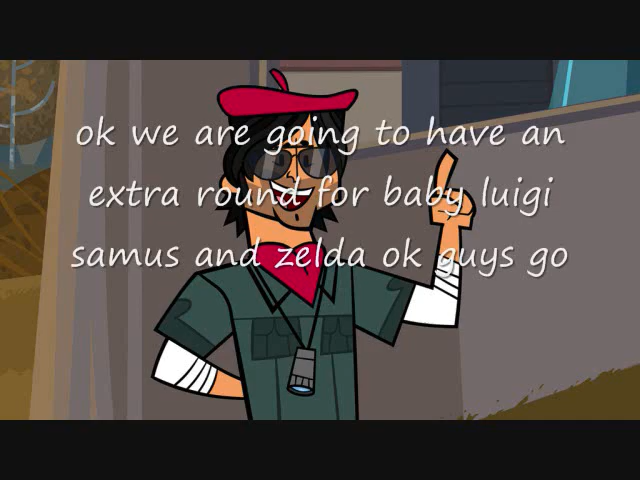 ok we are going to have an
extra round for baby luigi
samus and zelda ok guys go